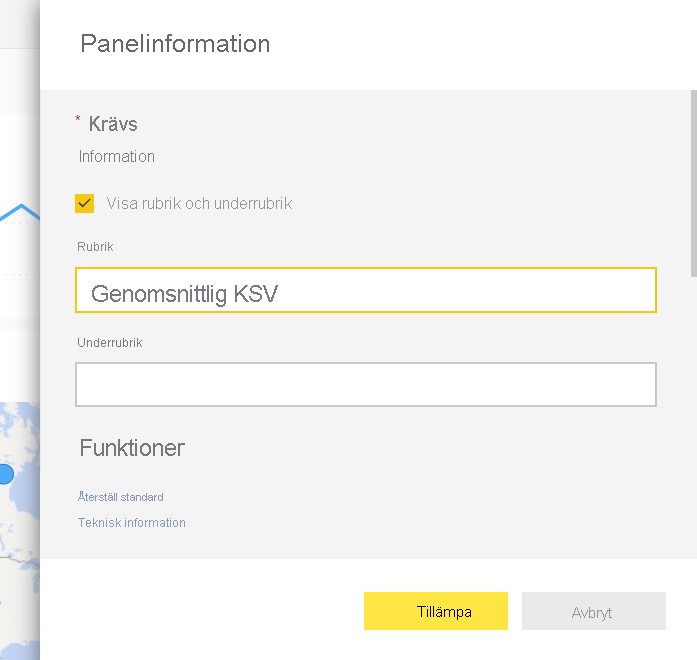 Panelinformation
* Krävs
Information
Visa rubrik och underrubrik
Rubrik
Genomsnittlig KSV
Underrubrik
Funktioner
Återställ standard
Teknisk information
Tillämpa
Avbryt